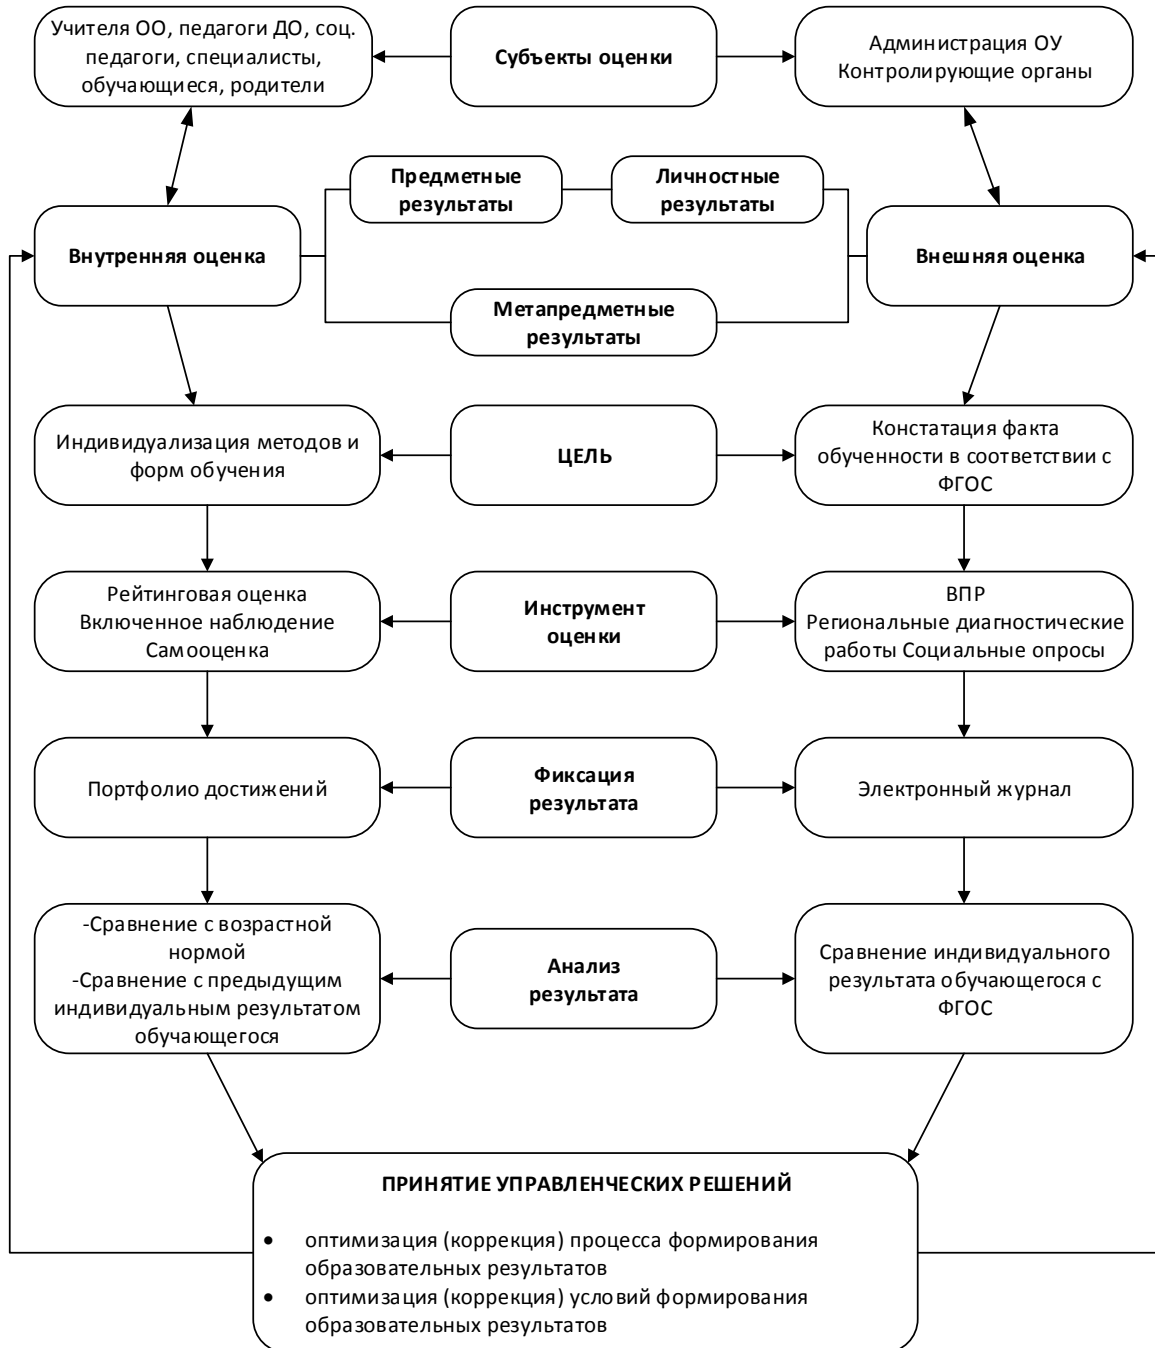 Учителя ОО, педагоги ДО, соц.
педагоги, специалисты,
обучающиеся, родители
Субъекты оценки
Администрация ОУ
Контролирующие органы
Предметные
результаты
Личностные
результаты
Внутренняя оценка
Внешняя оценка
Метапредметные
результаты
Индивидуализация методов и
форм обучения
ЦЕЛЬ
Констатация факта
обученности в соответствии с
ФГОС
Рейтинговая оценка
Включенное наблюдение
Самооценка
Инструмент
оценки
ВПР
Региональные диагностические
работы Социальные опросы
Портфолио достижений
Фиксация
результата
Электронный журнал
-Сравнение с возрастной
нормой
-Сравнение с предыдущим
индивидуальным результатом
обучающегося
Анализ
результата
Сравнение индивидуального
результата обучающегося с
ФГОС
ПРИНЯТИЕ УПРАВЛЕНЧЕСКИХ РЕШЕНИЙ
• оптимизация (коррекция) процесса формирования
образовательных результатов
• оптимизация (коррекция) условий формирования
образовательных результатов